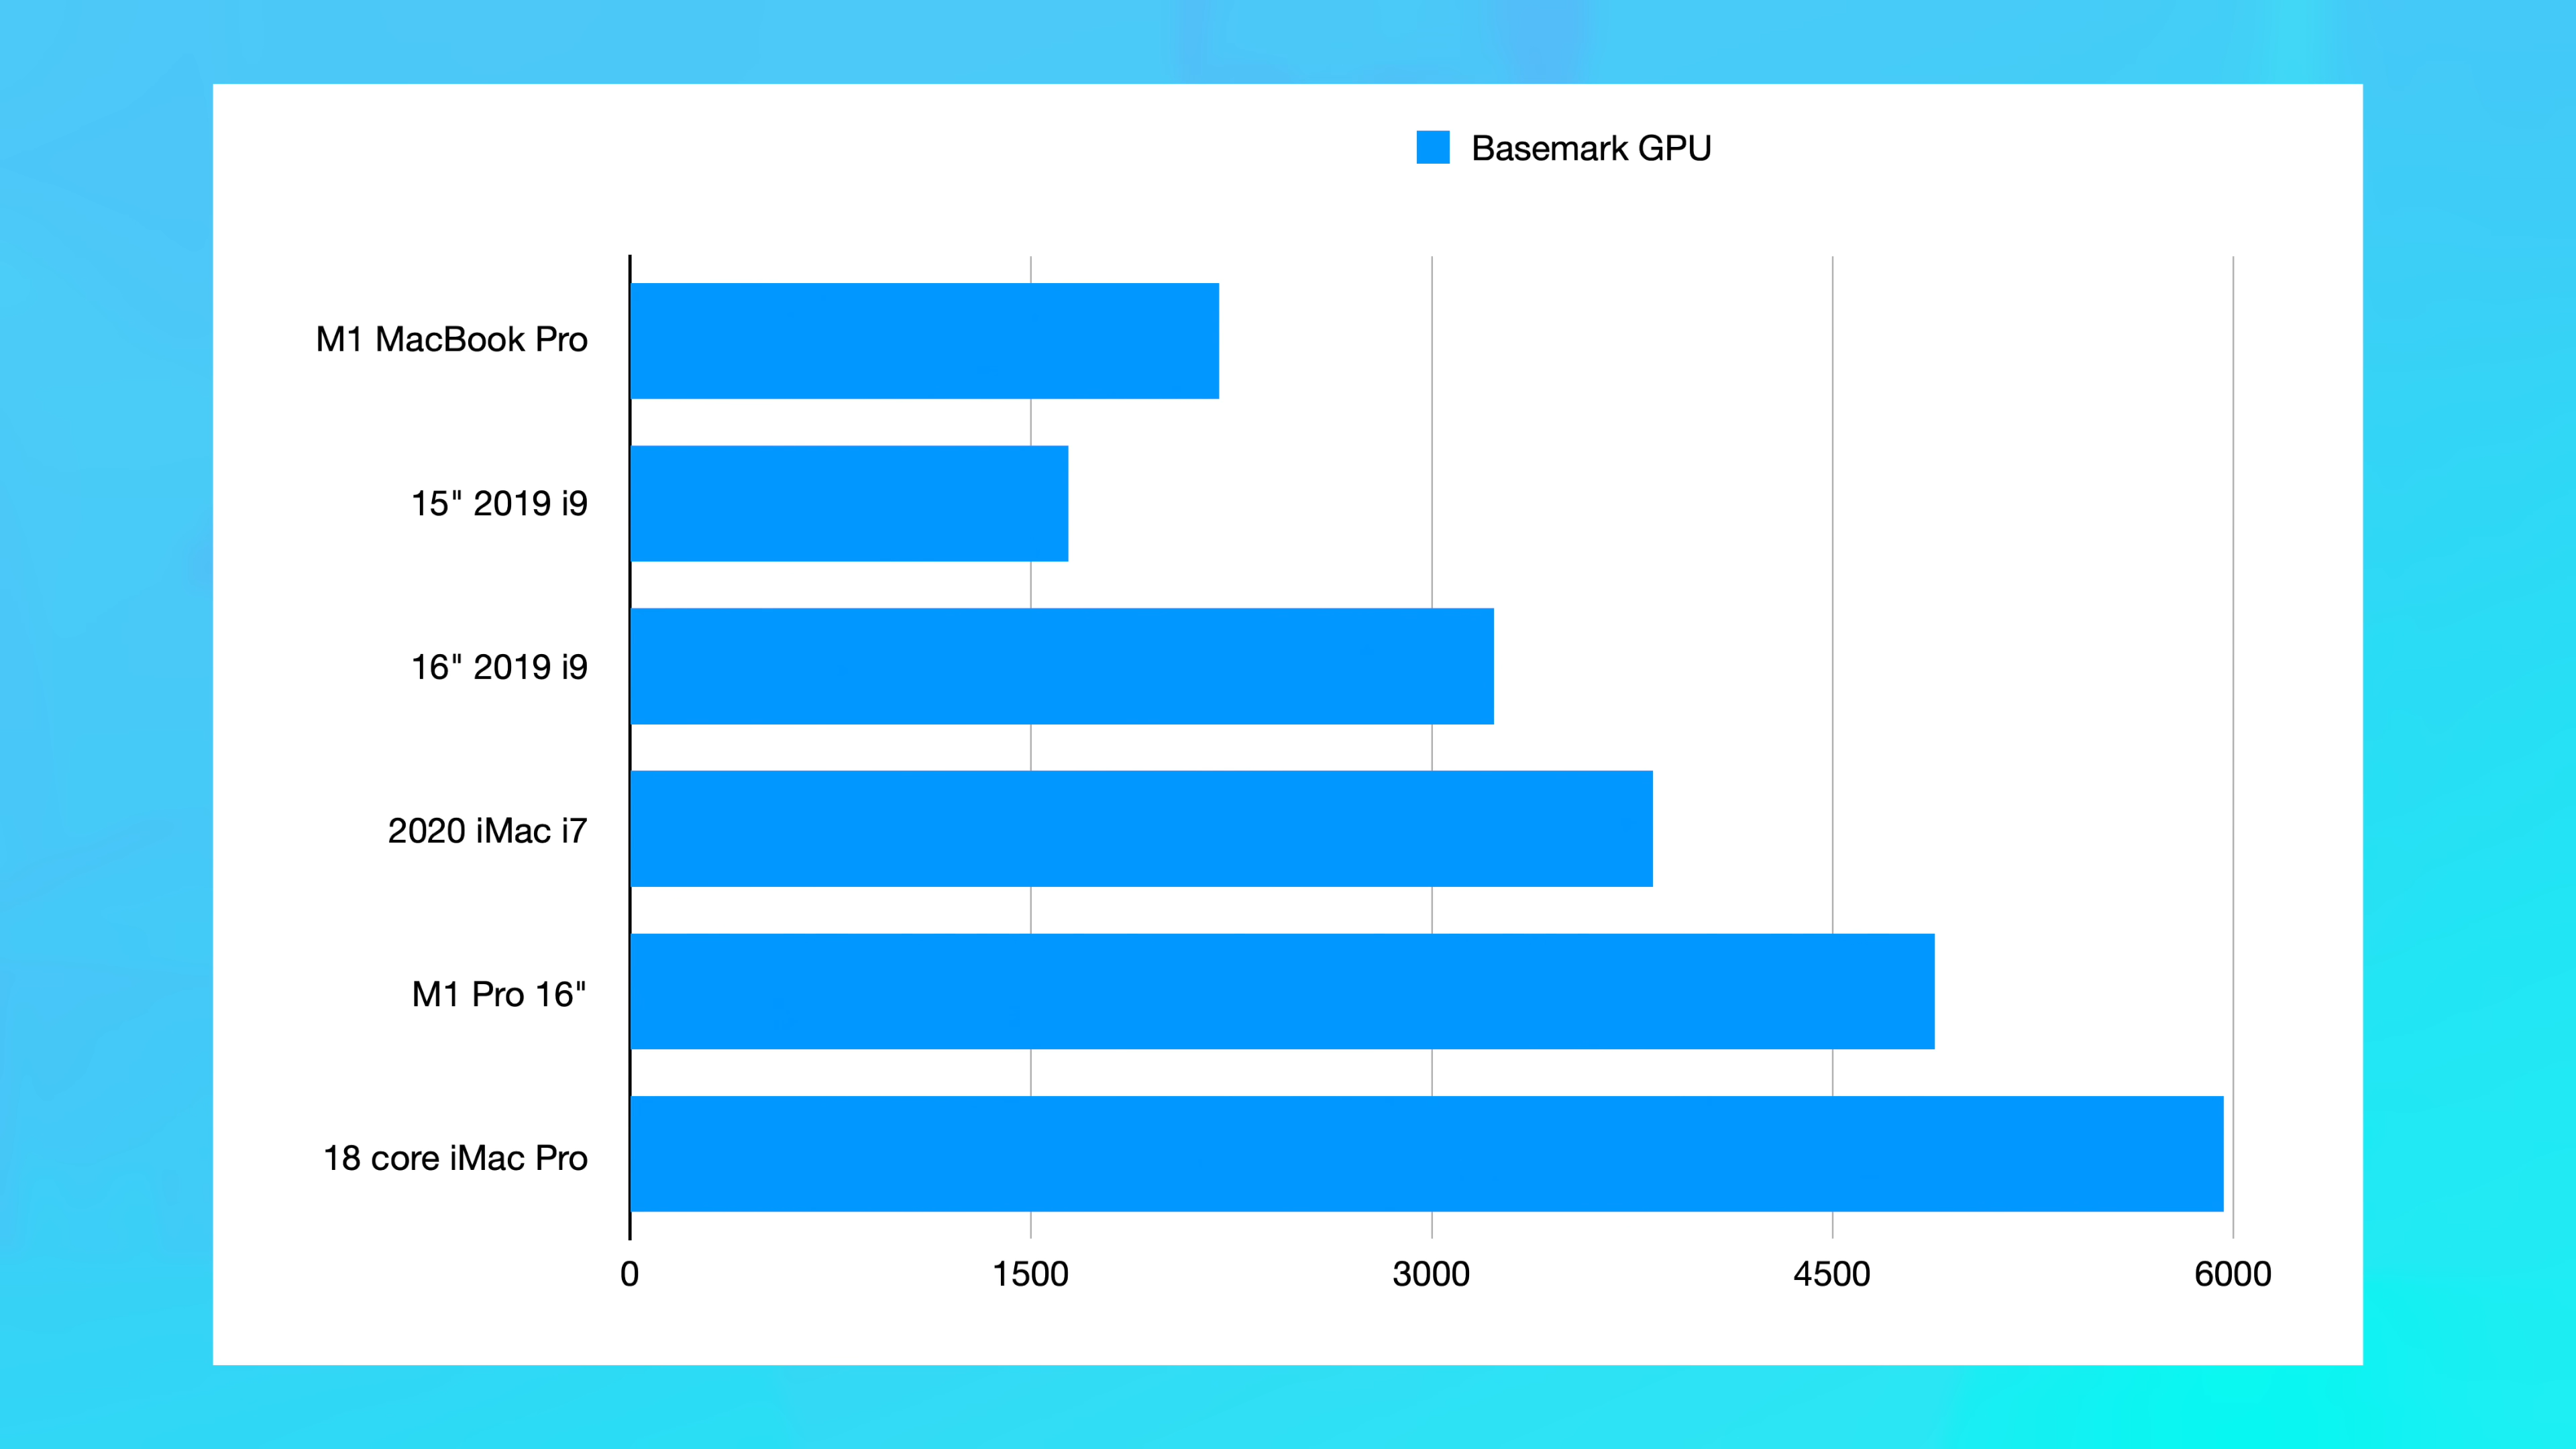 Basemark GPU
M1 MacBook Pro
15" 2019 i9
16" 2019 i9
2020 iMac i7
M1 Pro 16"
18 core iMac Pro
0 1500 3000 4500 6000